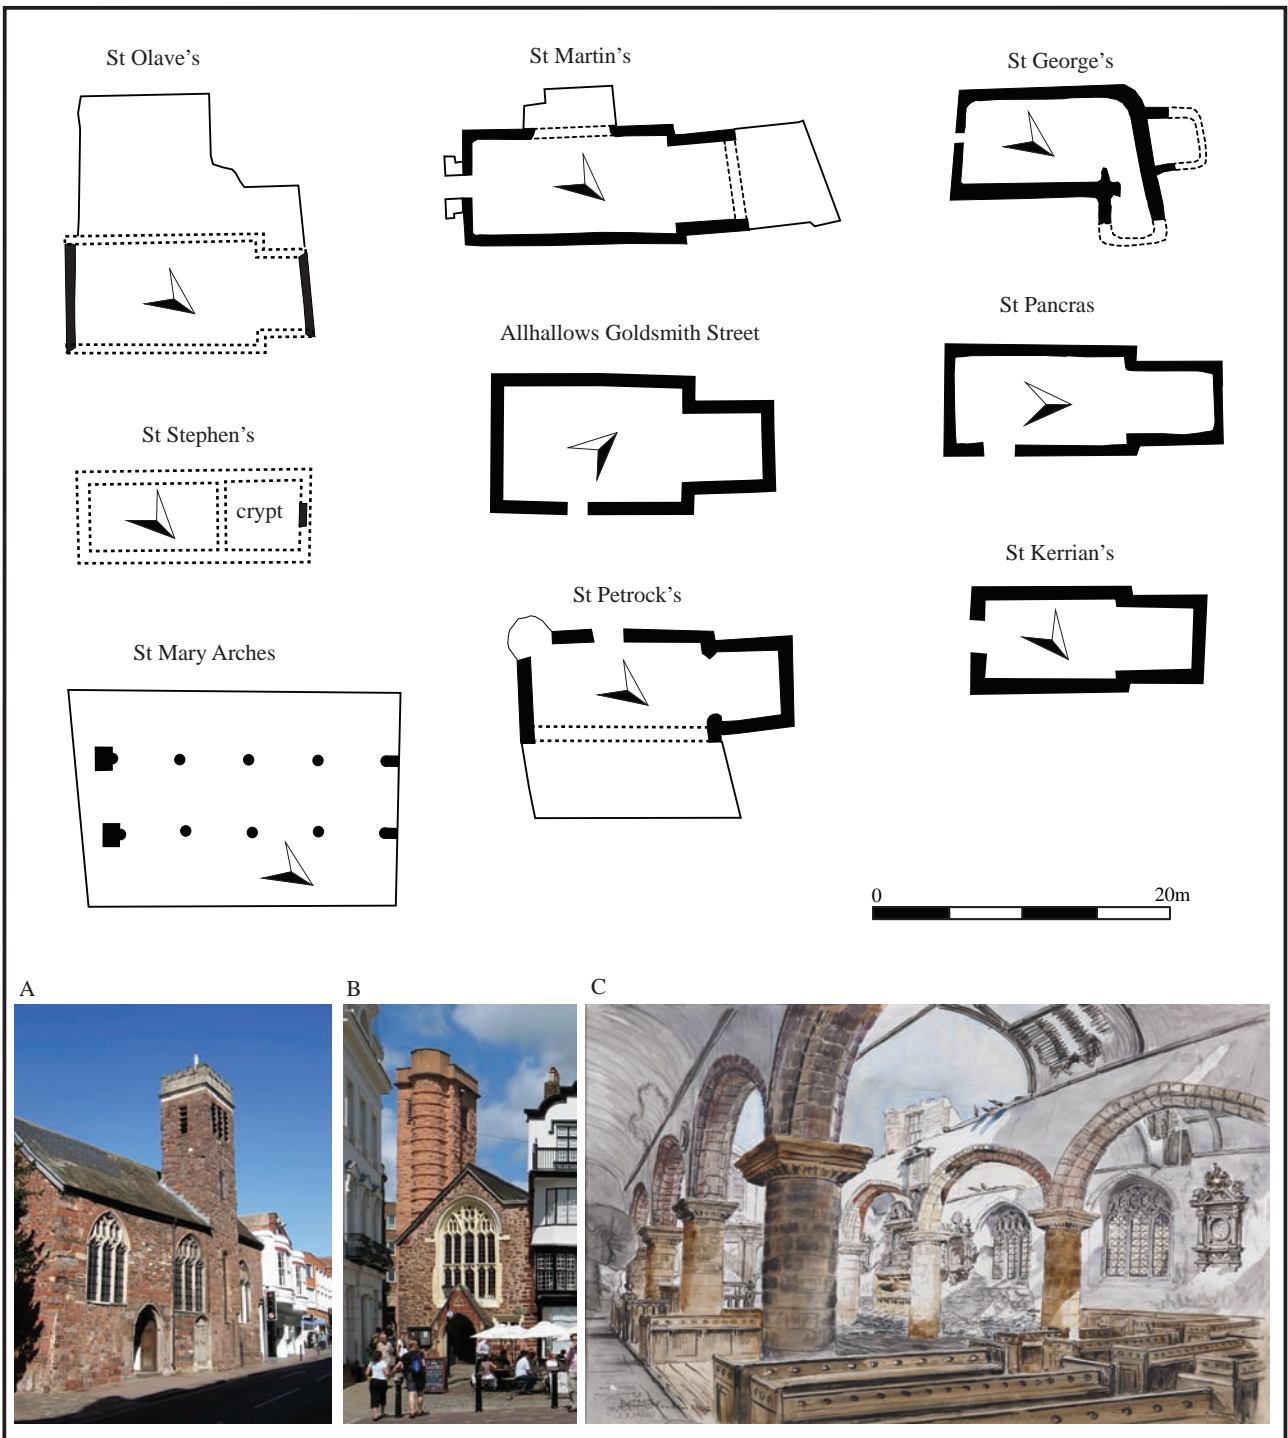 St Olave’s
St Martin’s
St George’s
Allhallows Goldsmith Street
St Pancras
St Stephen’s
crypt
St Kerrian’s
St Petrock’s
St Mary Arches
0
20m
A
B
C